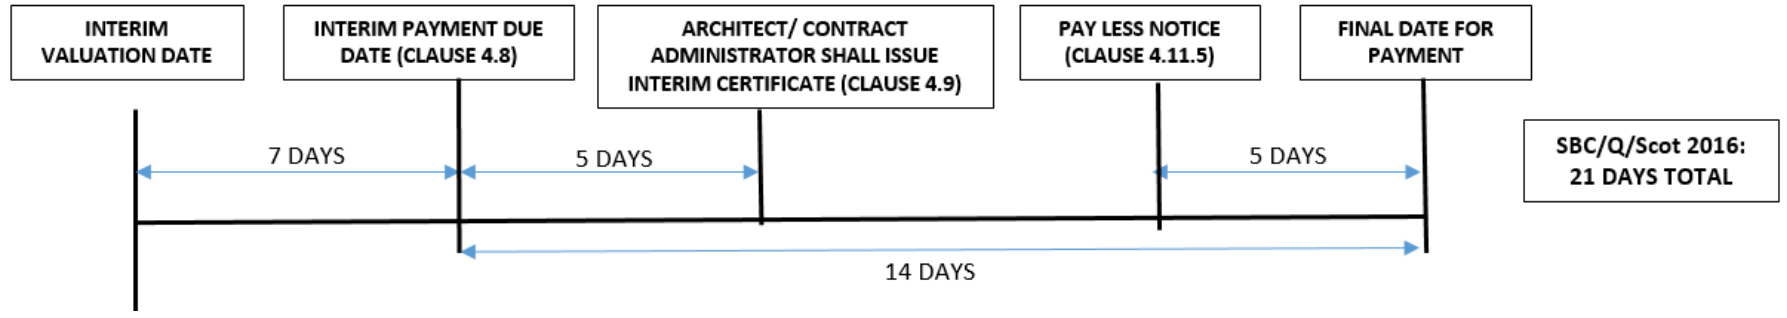 INTERIM
VALUATION DATE
INTERIM PAYMENT DUE
DATE (CLAUSE 4.8)
ARCHITECT/ CONTRACT
ADMINISTRATOR SHALL ISSUE
INTERIM CERTIFICATE (CLAUSE 4.9)
PAY LESS NOTICE
(CLAUSE 4.11.5)
FINAL DATE FOR
PAYMENT
7 DAYS
5 DAYS
5 DAYS
SBC/Q/Scot 2016:
21 DAYS TOTAL
14 DAYS